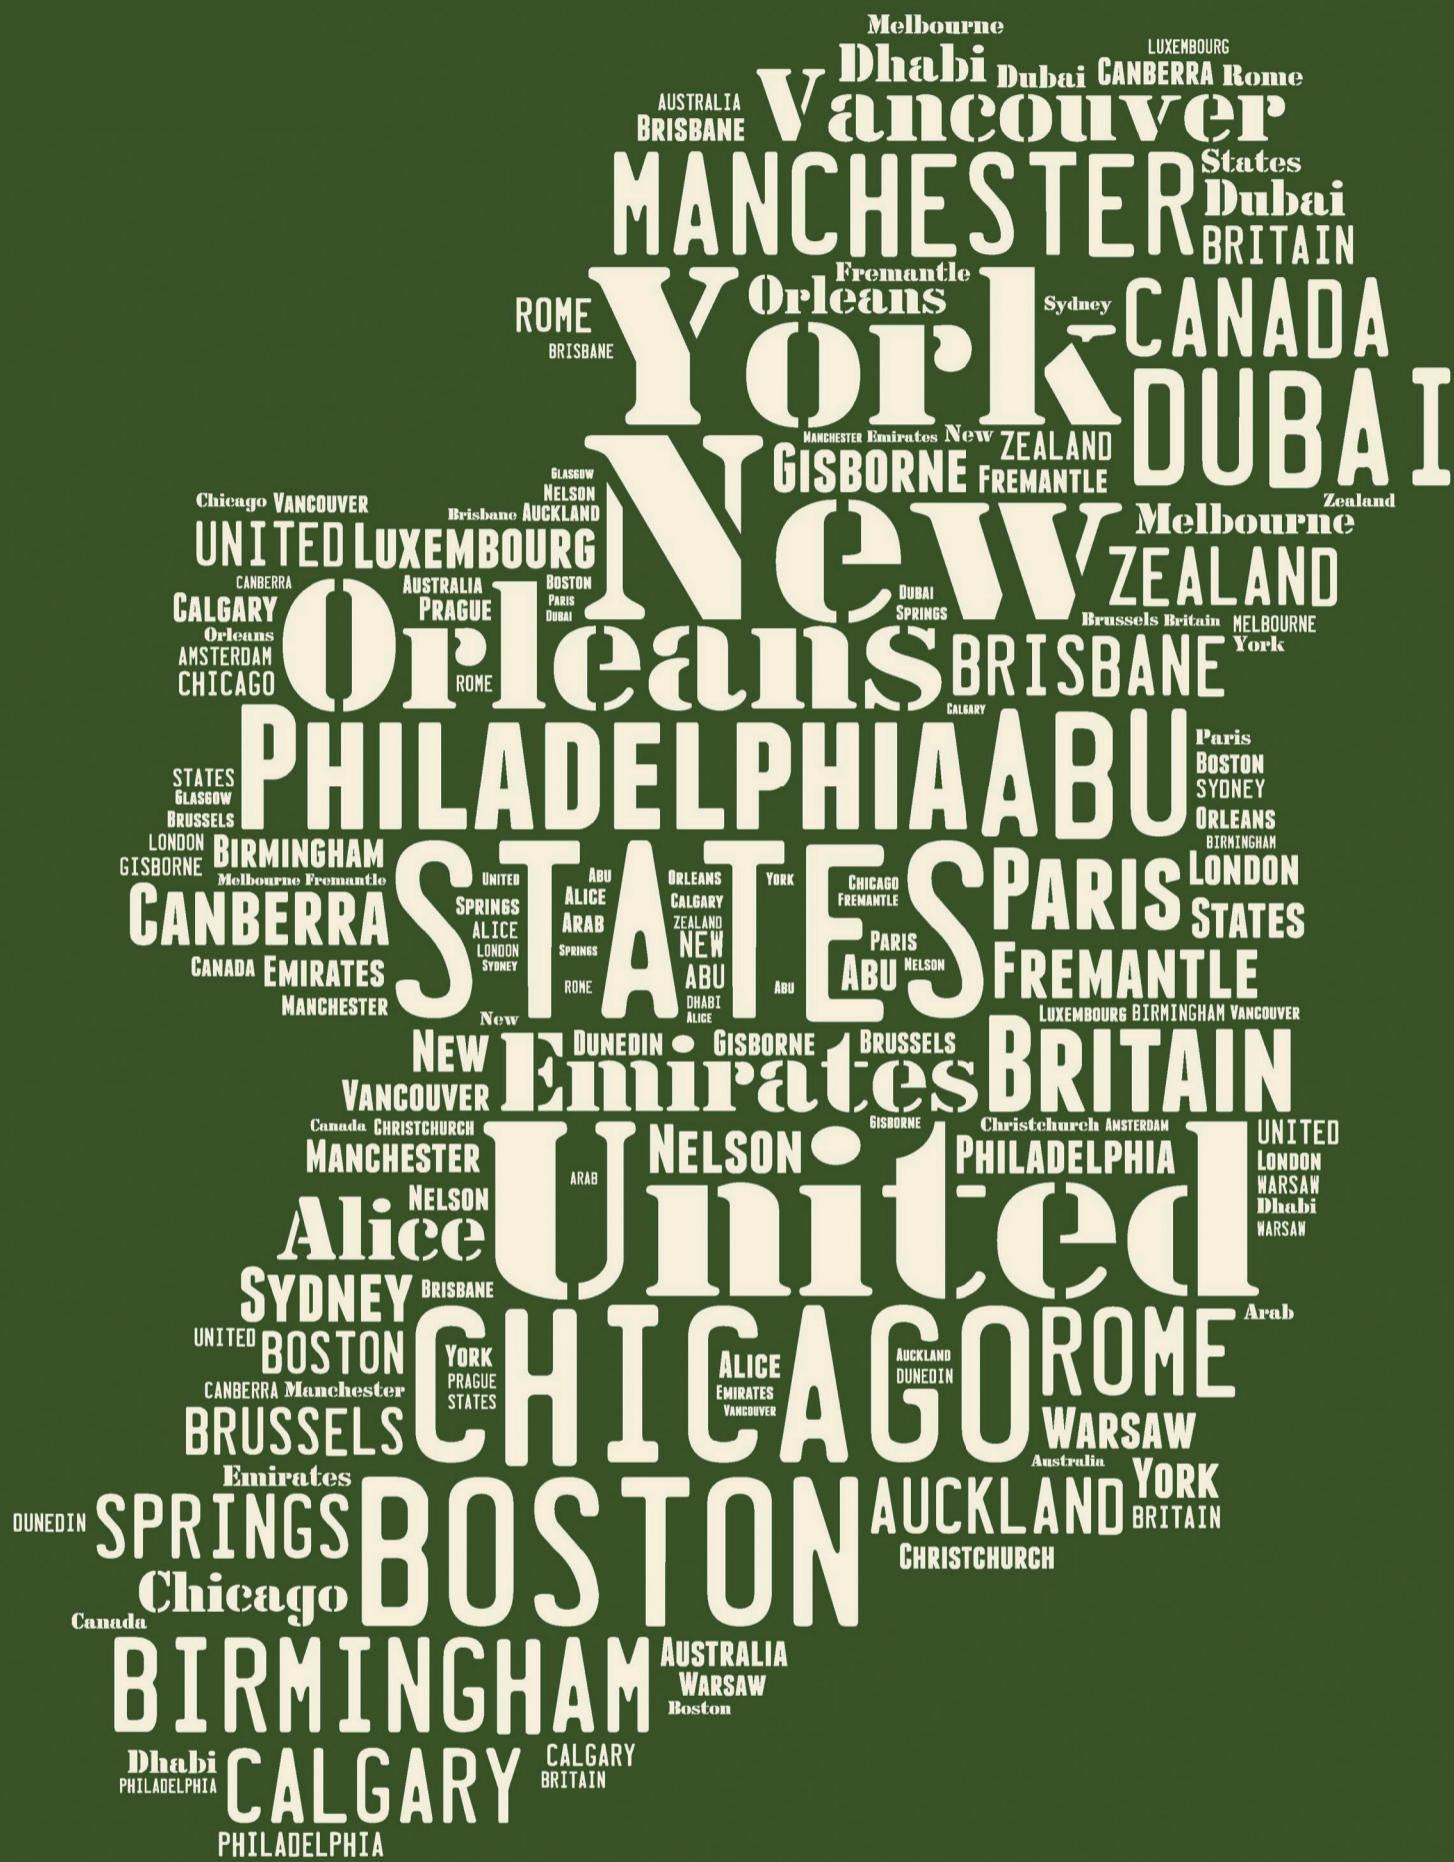 Melbourne
Dhabi Dubai CANBERRA Rome
LUXEMBOURG
AUSTRALIA
BRISBANE
Vancouver
MANCHESTER
States
Dubai
BRITAIN
ROME
BRISBANE
York
Orleans
Fremantle
Sydney
CANADA
DUBAI
MANCHESTER Emirates New ZEALAND
GISBORNE FREMANTLE
Zealand
GLASGOW
NELSON
Brisbane AUCKLAND
Chicago VANCOUVER
UNITED LUXEMBOURG
New
Melbourne
ZEALAND
DUBAI
SPRINGS
Brussels Britain MELBOURNE
York
CANBERRA
CALGARY
Orleans
AMSTERDAM
CHICAGO
AUSTRALIA
PRAGUE
BOSTON
PARIS
DUBAI
Orleans
ROME
BRISBANE
CALGARY
PHILADELPHIA ABU
Paris
BOSTON
SYDNEY
ORLEANS
BIRMINGHAM
STATES
GLASGOW
BRUSSELS
LONDON
GISBORNE
BIRMINGHAM
Melbourne Fremantle
CANBERRA
CANADA EMIRATES
MANCHESTER
STATES
UNITED
SPRINGS
ALICE
LONDON
SYDNEY
ABU
ALICE
ARAB
SPRINGS
ROME
ORLEANS
CALGARY
ZEALAND
NEW
ABU
DHABI
ALICE
YORK
ABU
CHICAGO
FREMANTLE
PARIS
ABU NELSON
PARIS LONDON
STATES
FREMANTLE
LUXEMBOURG BIRMINGHAM VANCOUVER
New
NEW
VANCOUVER
Emirates
DUNEDIN GISBORNE BRUSSELS
BRITAIN
Canada CHRISTCHURCH
MANCHESTER
GISBORNE
Christchurch AMSTERDAM
United
ARAB
NELSON
PHILADELPHIA
UNITED
LONDON
WARSAW
Dhabi
WARSAW
NELSON
Alice
SYDNEY BRISBANE
UNITED BOSTON
CANBERRA Manchester
BRUSSELS
CHICAGO
YORK
PRAGUE
STATES
ALICE
EMIRATES
VANCOUVER
AUCKLAND
DUNEDIN
ROME
Arab
WARSAW
Australia
YORK
BRITAIN
Emirates
DUNEDIN SPRINGS BOSTON AUCKLAND
CHRISTCHURCH
Chicago
Canada
BIRMINGHAM
AUSTRALIA
WARSAW
Boston
Dhabi
PHILADELPHIA
CALGARY
CALGARY
BRITAIN
PHILADELPHIA